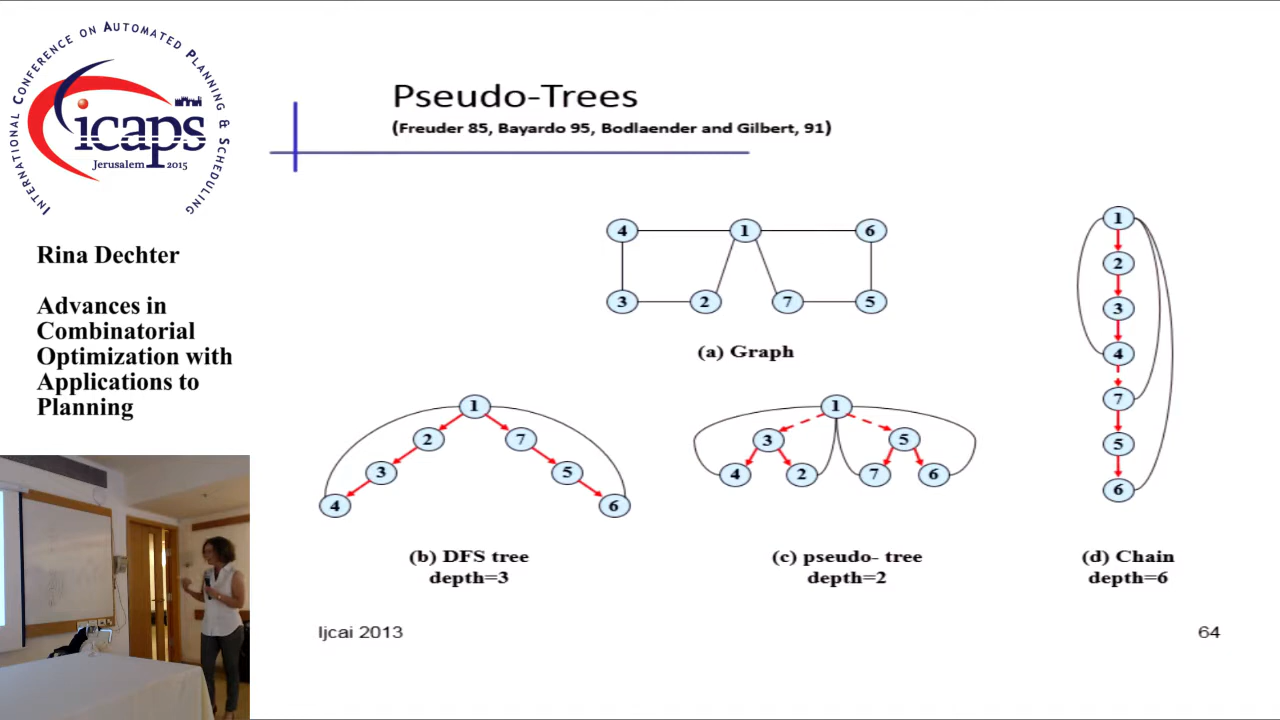 INTERNATIONAL CONFERENCE ON AUTOMATED PLANNING & SCHEDULING
icaps
Jerusalem 2015
Rina Dechter
Advances in
Combinatorial
Optimization with
Applications to
Planning
Pseudo-Trees
(Freuder 85, Bayardo 95, Bodlaender and Gilbert, 91)
4 1 6
3 2 7 5
(a) Graph
1
2 7
3 5
4 6
(b) DFS tree
depth=3
1
3 5
4 2 7 6
(c) pseudo- tree
depth=2
1
2
3
4
7
5
6
(d) Chain
depth=6
Ijcai 2013
64